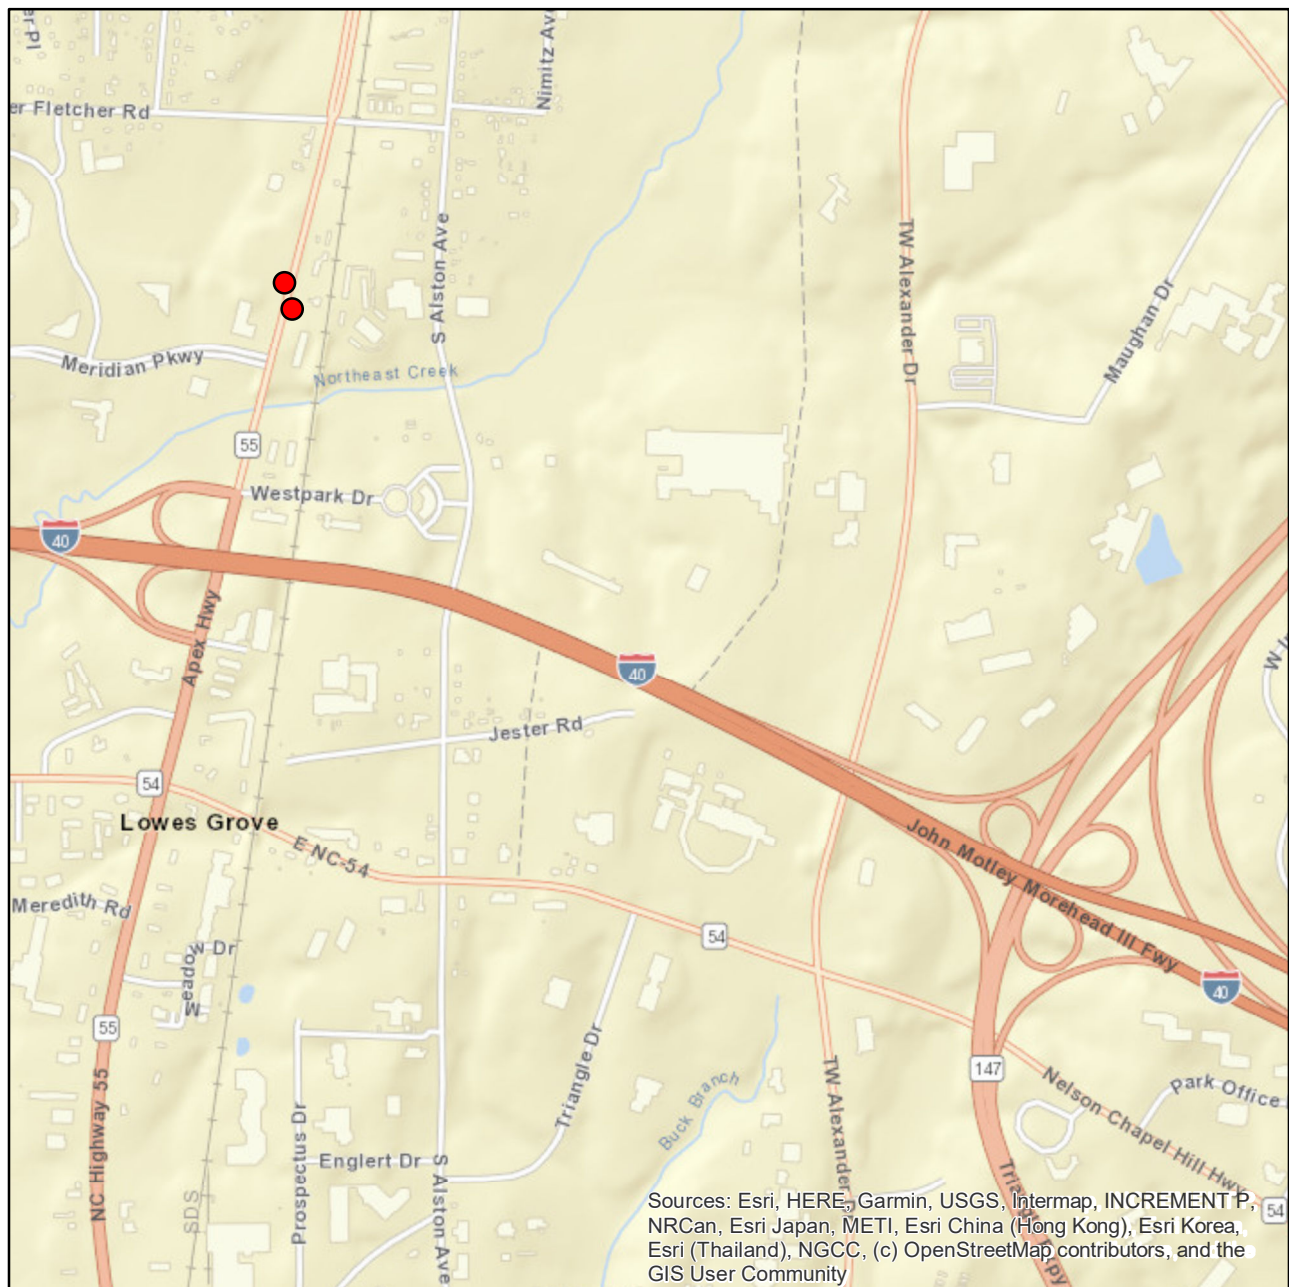 Nimitz Av
er Fletcher Rd
S Alston Ave
TW Alexander Dr
Maughan Dr
Meridian Pkwy
Northeast Creek
55
Westpark Dr
40
Apex Hwy
40
Jester Rd
54
Lowes Grove
E NC-54
John Motley Morehead III Fwy
Meredith Rd
54
Meadow Dr
40
55
147
Triangle Dr
Buck Branch
TW Alexander Dr
Nelson Chapel Hill Hwy
Park Office
NC Highway 55
Prospectus Dr
Englert Dr
S Alston Ave
SDS
54
Sources: Esri, HERE, Garmin, USGS, Intermap, INCREMENT P,
NRCan, Esri Japan, METI, Esri China (Hong Kong), Esri Korea,
Esri (Thailand), NGCC, (c) OpenStreetMap contributors, and the
GIS User Community